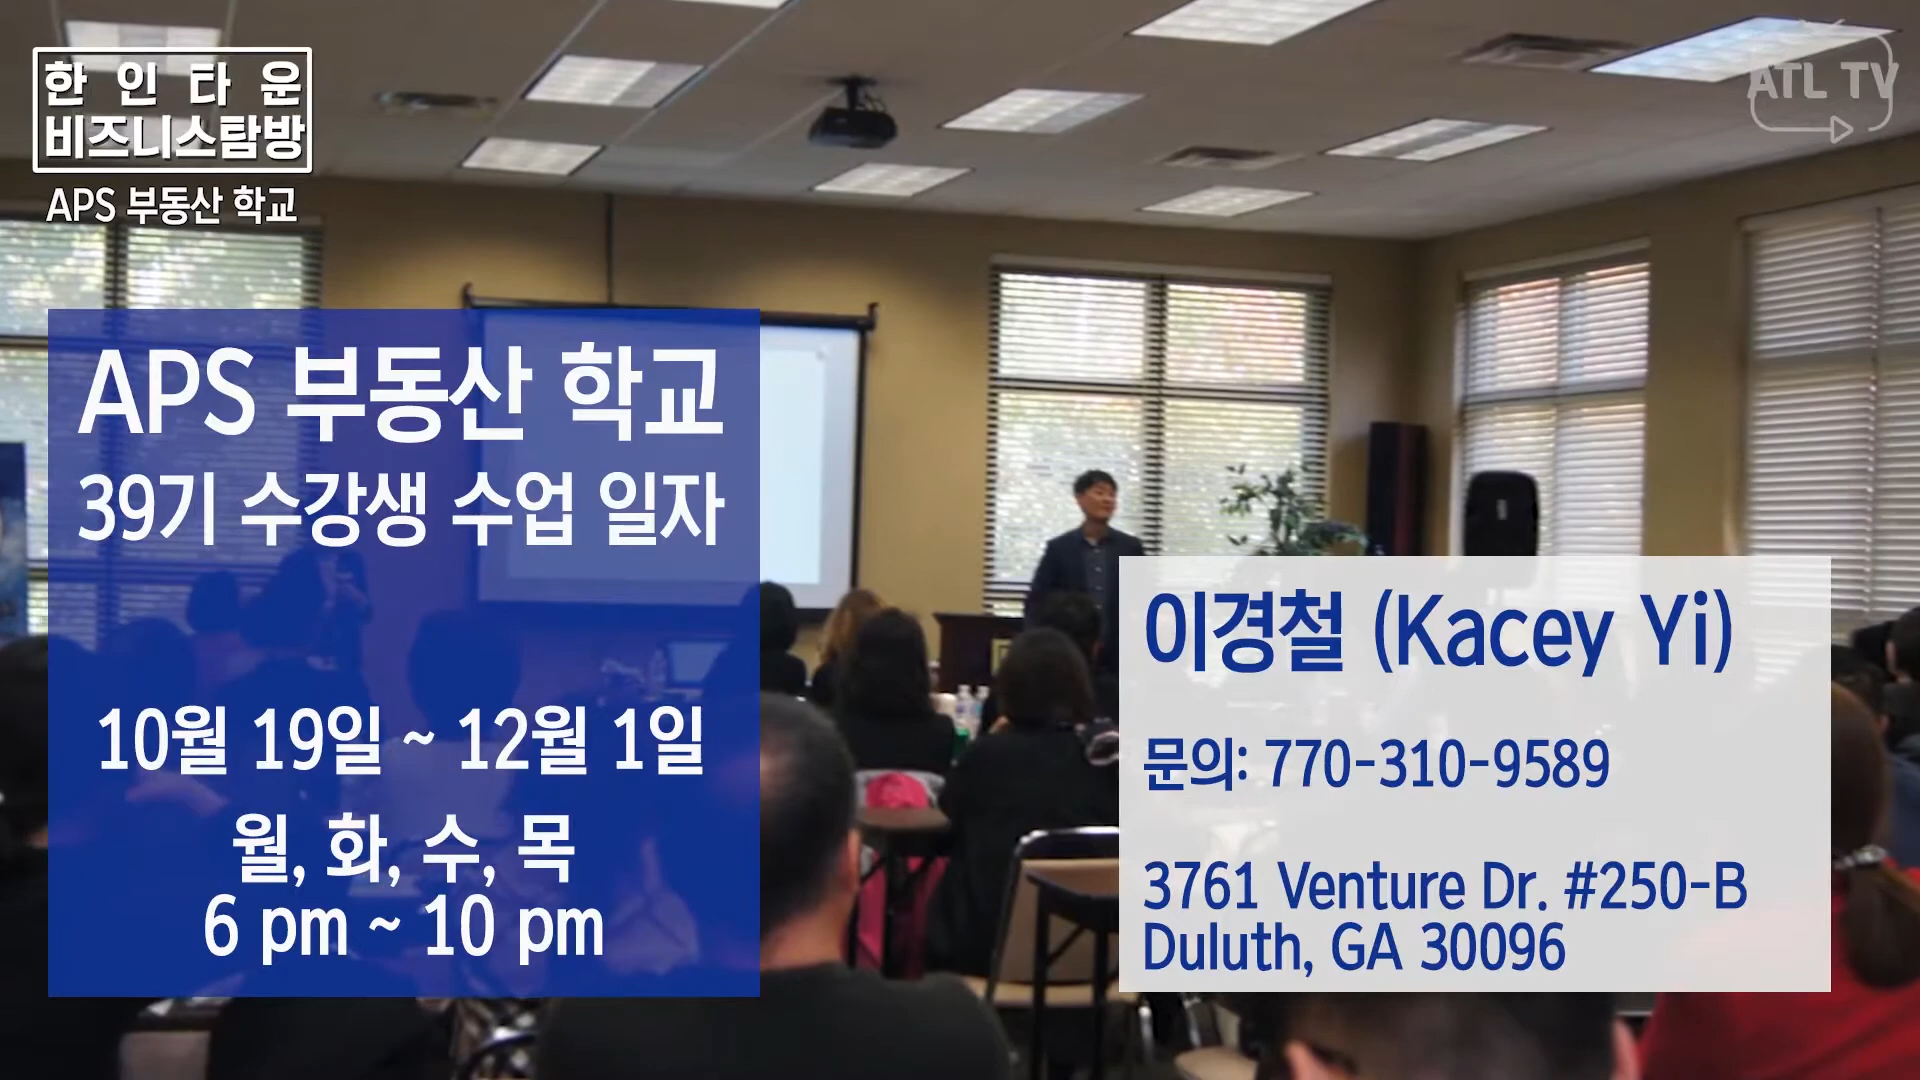 한인타운
비즈니스탐방
APS 부동산 학교
ATL TV
APS 부동산 학교
39기 수강생 수업 일자
10월 19일 ~ 12월 1일
월, 화, 수, 목
6 pm ~ 10 pm
이경철 (Kacey Yi)
문의: 770-310-9589
3761 Venture Dr. #250-B
Duluth, GA 30096